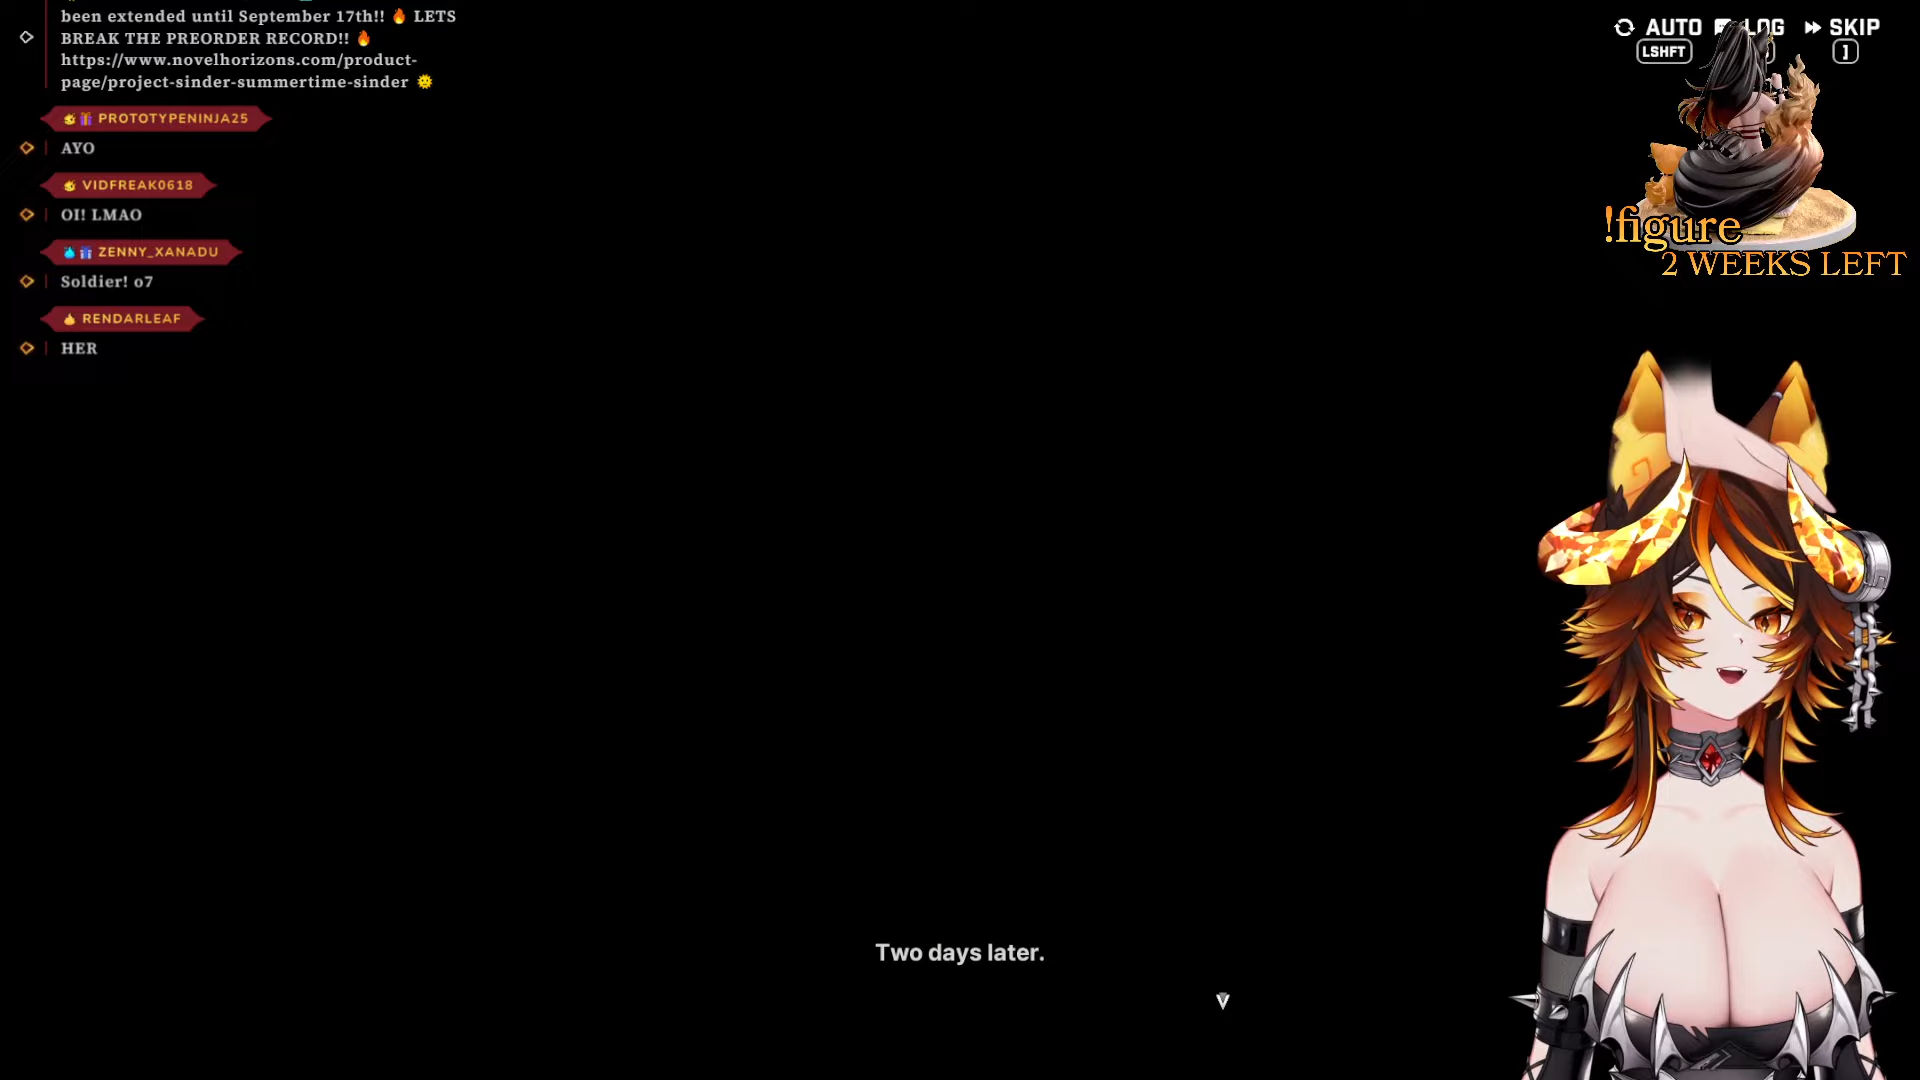 been extended until September 17th!! 🔥 LETS
BREAK THE PREORDER RECORD!! 🔥
https://www.novelhorizons.com/product-
page/project-sinder-summertime-sinder 🌞
PROTOTYPENINJA25
AYO
VIDFREAK0618
OI! LMAO
ZENNY_XANADU
Soldier! o7
RENDARLEAF
HER
AUTO LOG SKIP
LSHFT ]
!figure
2 WEEKS LEFT
Two days later.